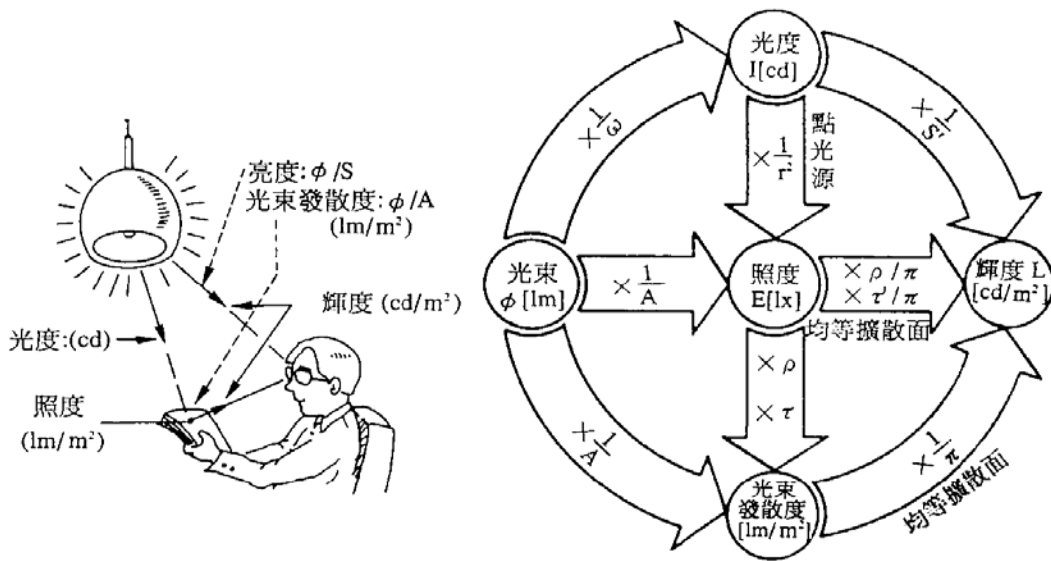 亮度: φ/S
光束發散度: φ/A
(lm/m²)
輝度 (cd/m²)
光度:(cd)
照度
(lm/m²)
光度
I[cd]
×1/ω
×1/S'
×1/r²
點光源
光束
φ [lm]
×1/A
照度
E[lx]
× ρ/π
× τ/π
均等擴散面
輝度 L
[cd/m²]
× ρ
× τ
×1/A
×1/π
均等擴散面
光束
發散度
[lm/m²]